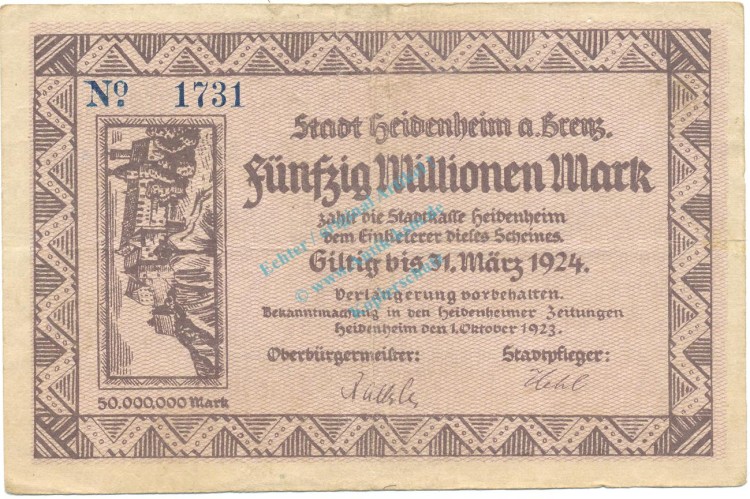 No 1731
Stadt Heidenheim a. Brenz.
Fünfzig Millionen Mark
zahlt die Stadtkasse Heidenheim
dem Einlieferer dieses Scheines.
Giltig bis 31. März 1924.
Verlängerung vorbehalten.
Bekanntmachung in den Heidenheimer Zeitungen
Heidenheim den 1. Oktober 1923.
Oberbürgermeister: Stadtpfleger:
50.000.000 Mark